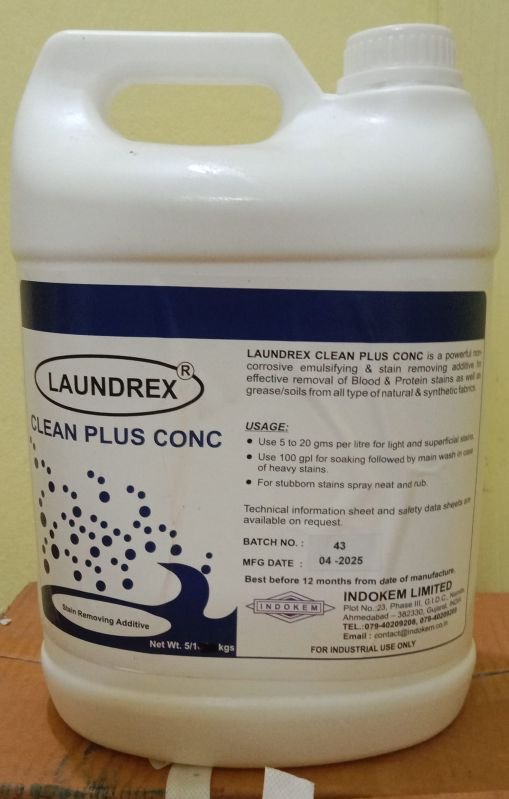 LAUNDREX ®
CLEAN PLUS CONC
Stain Removing Additive
Net Wt. 5/1 kgs
LAUNDREX CLEAN PLUS CONC is a powerful non-
corrosive emulsifying & stain removing additive for
effective removal of Blood & Protein stains as well as
grease/soils from all type of natural & synthetic fabrics.
USAGE:
• Use 5 to 20 gms per litre for light and superficial stains.
• Use 100 gpl for soaking followed by main wash in case
of heavy stains.
• For stubborn stains spray neat and rub.
Technical information sheet and safety data sheets are
available on request.
BATCH NO. : 43
MFG DATE : 04 -2025
Best before 12 months from date of manufacture.
INDOKEM
INDOKEM LIMITED
Plot No.:23, Phase III, G.I.D.C., Naroda,
Ahmedabad – 382330, Gujarat, INDIA
TEL.:079-40209208, 079-40209209
Email : contact@indokem.co.in
FOR INDUSTRIAL USE ONLY